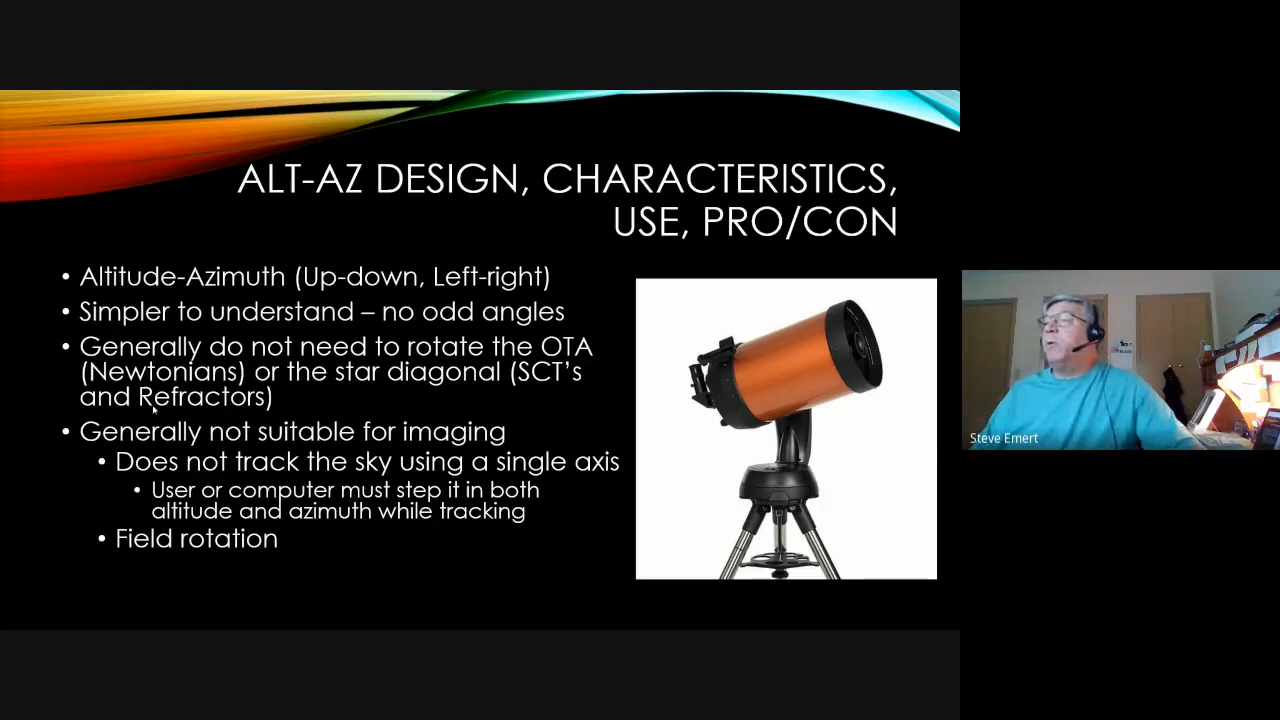 ALT-AZ DESIGN, CHARACTERISTICS,
USE, PRO/CON
• Altitude-Azimuth (Up-down, Left-right)
• Simpler to understand – no odd angles
• Generally do not need to rotate the OTA
(Newtonians) or the star diagonal (SCT’s
and Refractors)
• Generally not suitable for imaging
• Does not track the sky using a single axis
• User or computer must step it in both
altitude and azimuth while tracking
• Field rotation
Steve Emert